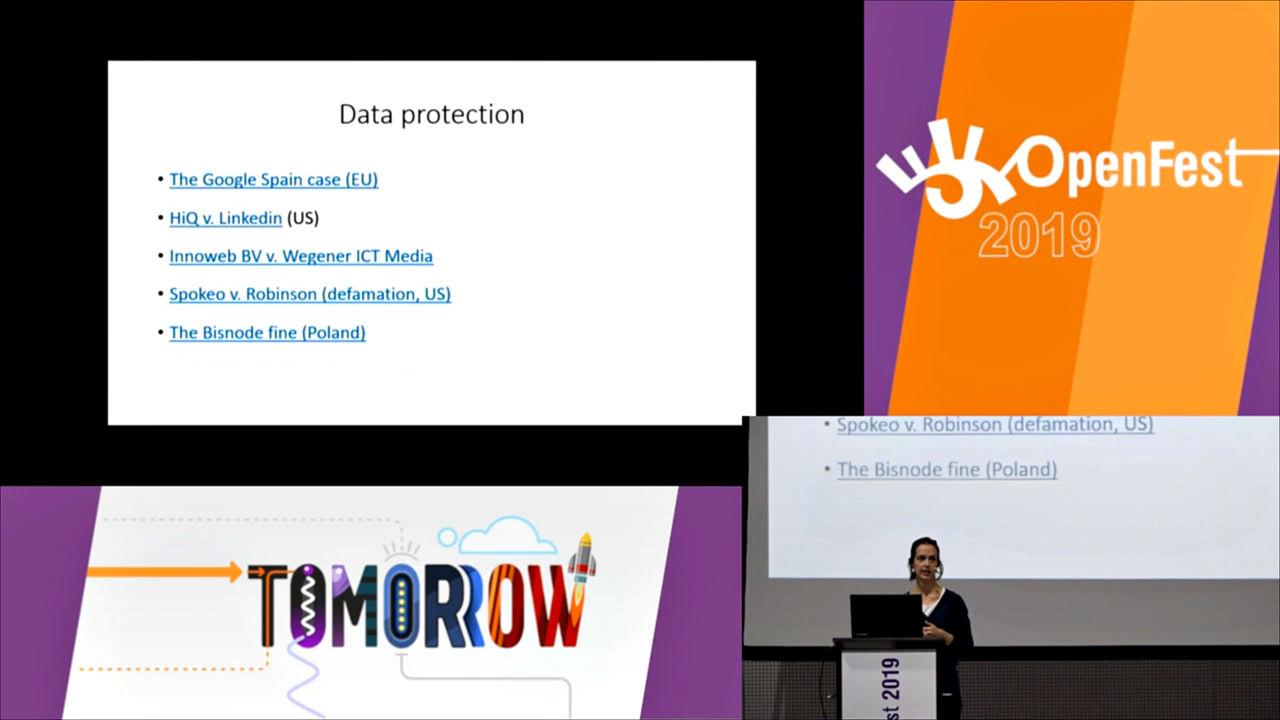 Data protection
• The Google Spain case (EU)
• HiQ v. Linkedin (US)
• Innoweb BV v. Wegener ICT Media
• Spokeo v. Robinson (defamation, US)
• The Bisnode fine (Poland)
OpenFest
2019
• Spokeo v. Robinson (defamation, US)
• The Bisnode fine (Poland)
TOMORROW
st 2019